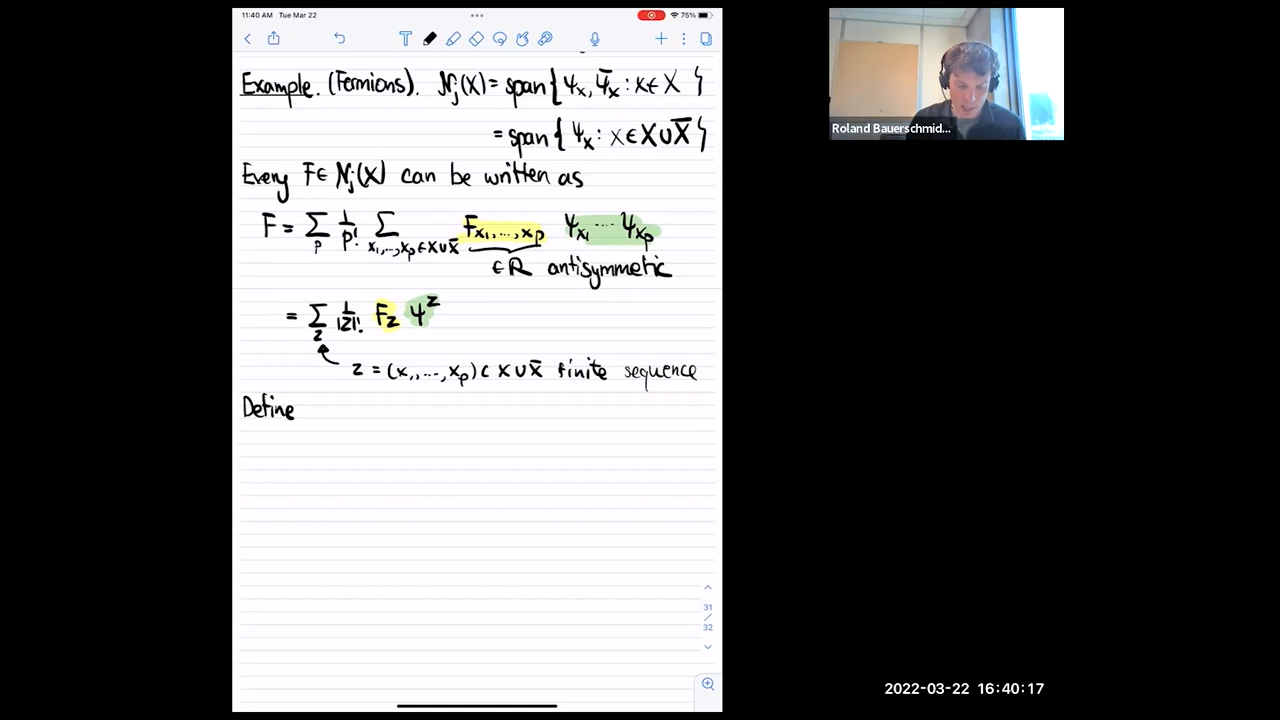 11:40 AM Tue Mar 22
75%
Example. (Fermions). N_j(X) = span{ ψ_x, ψ̄_x : x ∈ X }
= span{ ψ_x : x ∈ X ∪ X̄ }
Every F ∈ N_j(X) can be written as
F = Σ_p 1/p! Σ_{x_1,...,x_p ∈ X∪X̄} F_{x_1,...,x_p} ψ_{x_1} ... ψ_{x_p}
∈ R antisymmetic
= Σ_z 1/|z|! F_z ψ^z
z = (x_1, ..., x_p) ⊂ X ∪ X̄ finite sequence
Define
31
/
32
Roland Bauerschmid...
2022-03-22 16:40:17